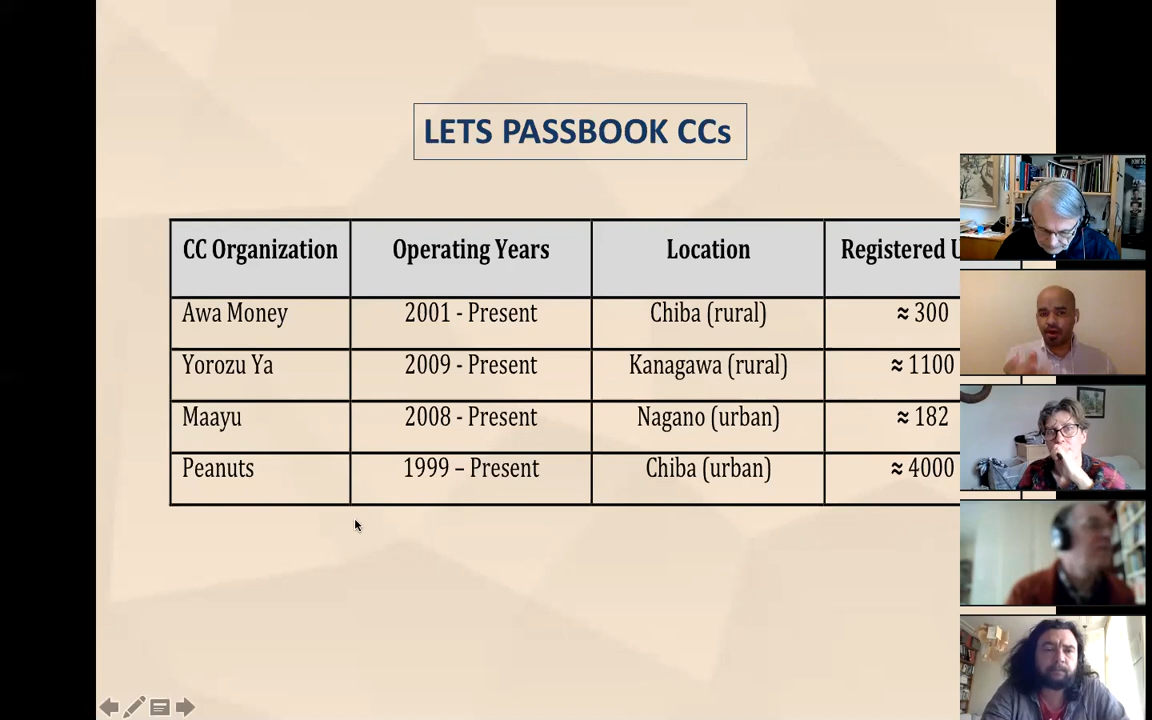 LETS PASSBOOK CCs
CC Organization Operating Years Location Registered
Awa Money 2001 - Present Chiba (rural) ≈ 300
Yorozu Ya 2009 - Present Kanagawa (rural) ≈ 1100
Maayu 2008 - Present Nagano (urban) ≈ 182
Peanuts 1999 – Present Chiba (urban) ≈ 4000